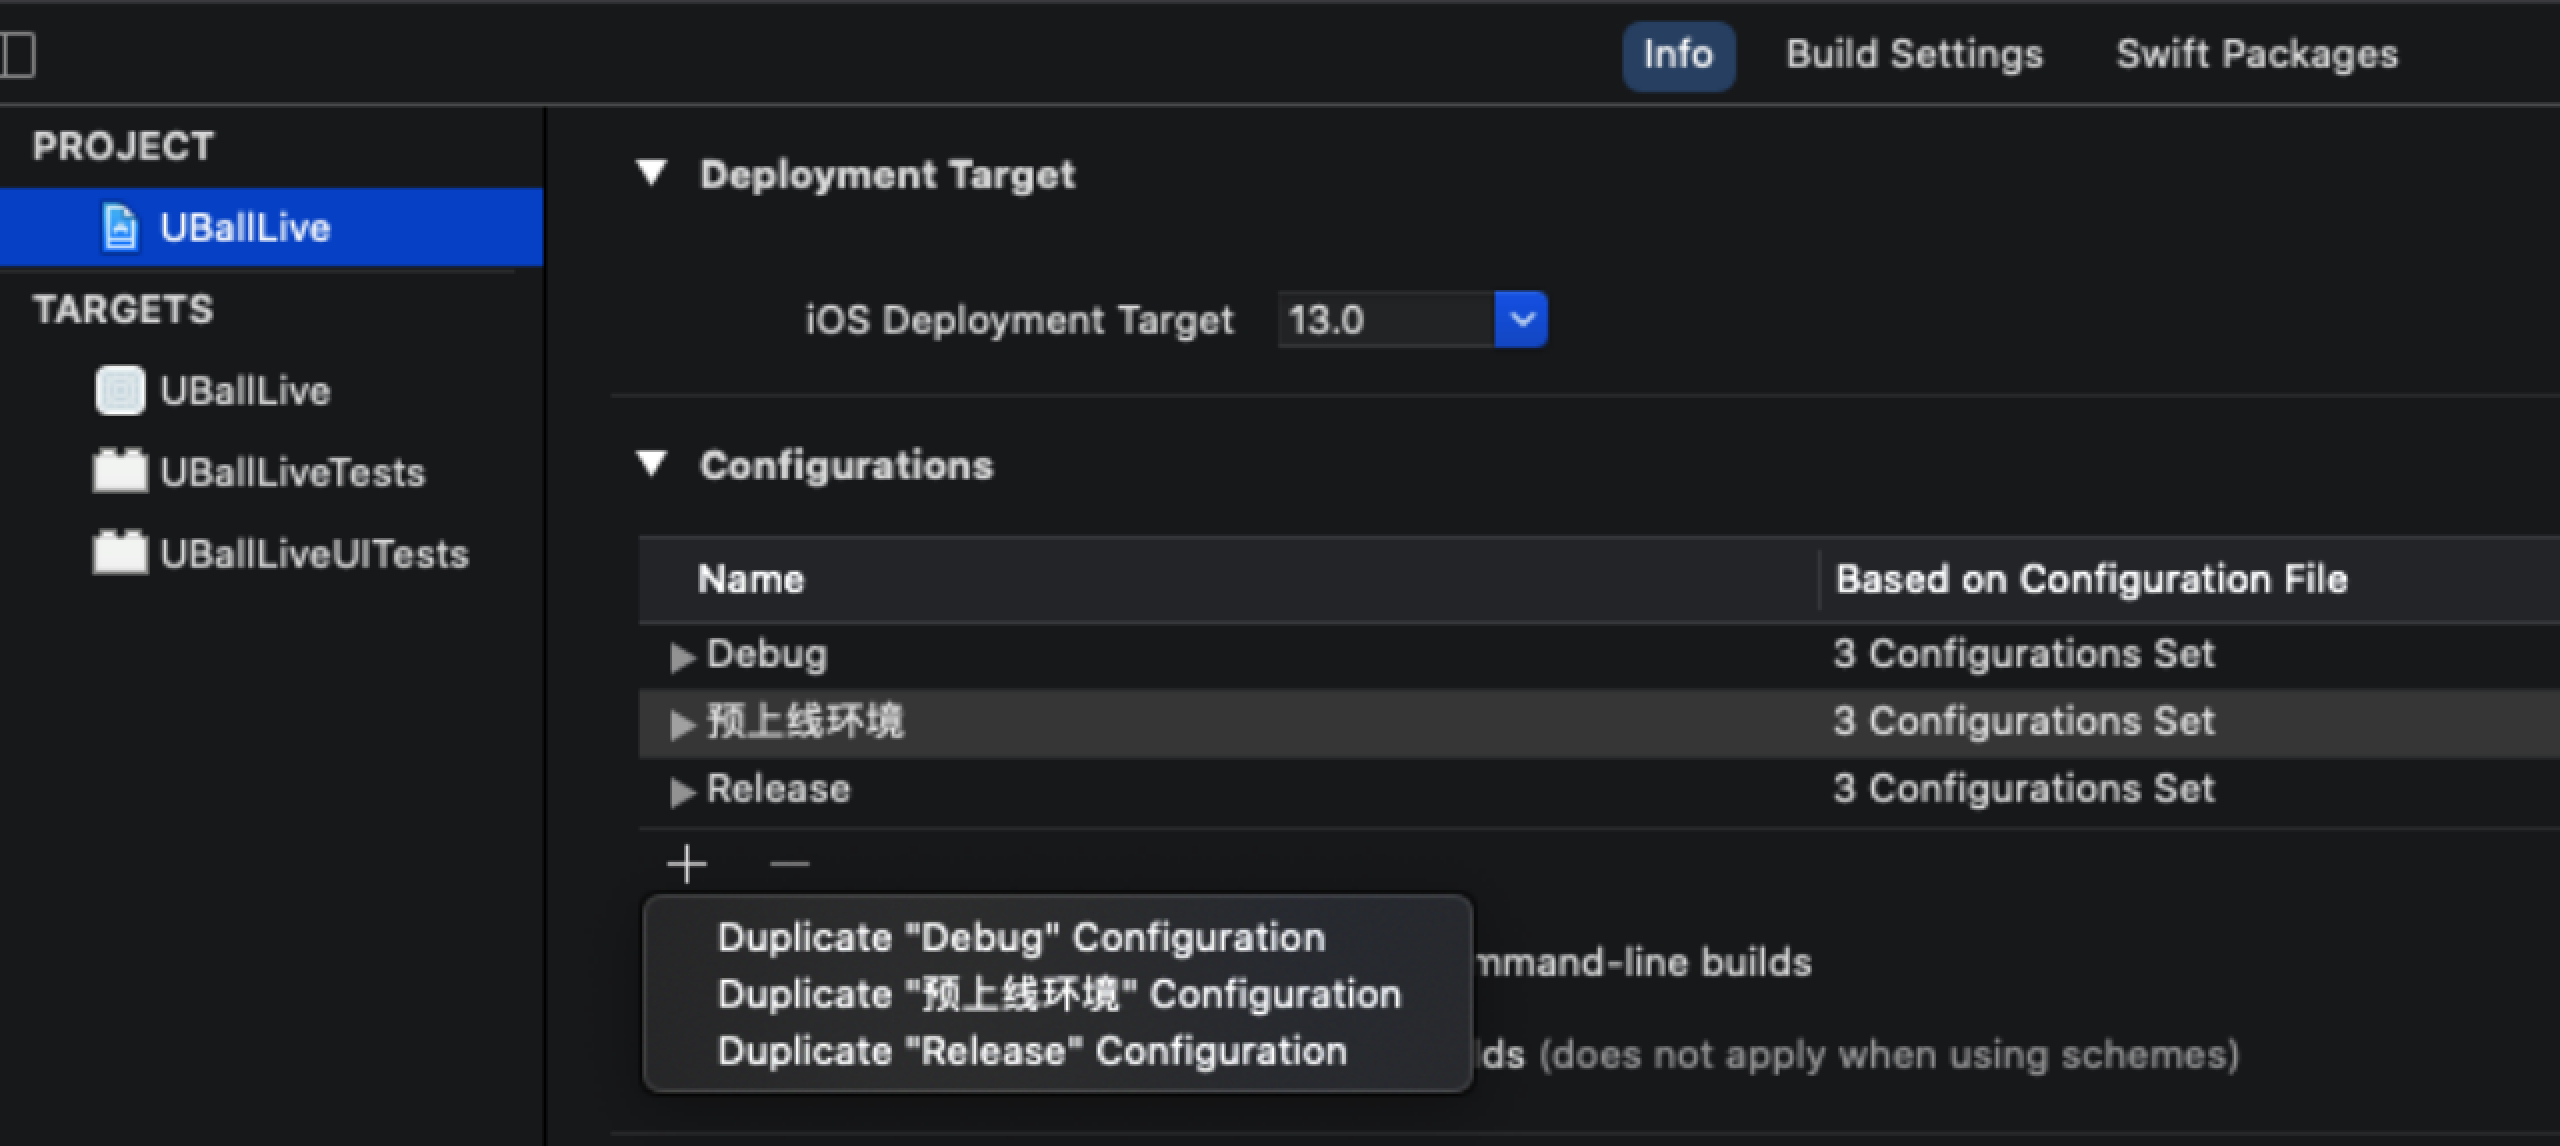 Info Build Settings Swift Packages
PROJECT
UBallLive
TARGETS
UBallLive
UBallLiveTests
UBallLiveUITests
Deployment Target
iOS Deployment Target 13.0
Configurations
Name Based on Configuration File
Debug 3 Configurations Set
预上线环境 3 Configurations Set
Release 3 Configurations Set
Duplicate "Debug" Configuration
Duplicate "预上线环境" Configuration
Duplicate "Release" Configuration
mmand-line builds
lds (does not apply when using schemes)